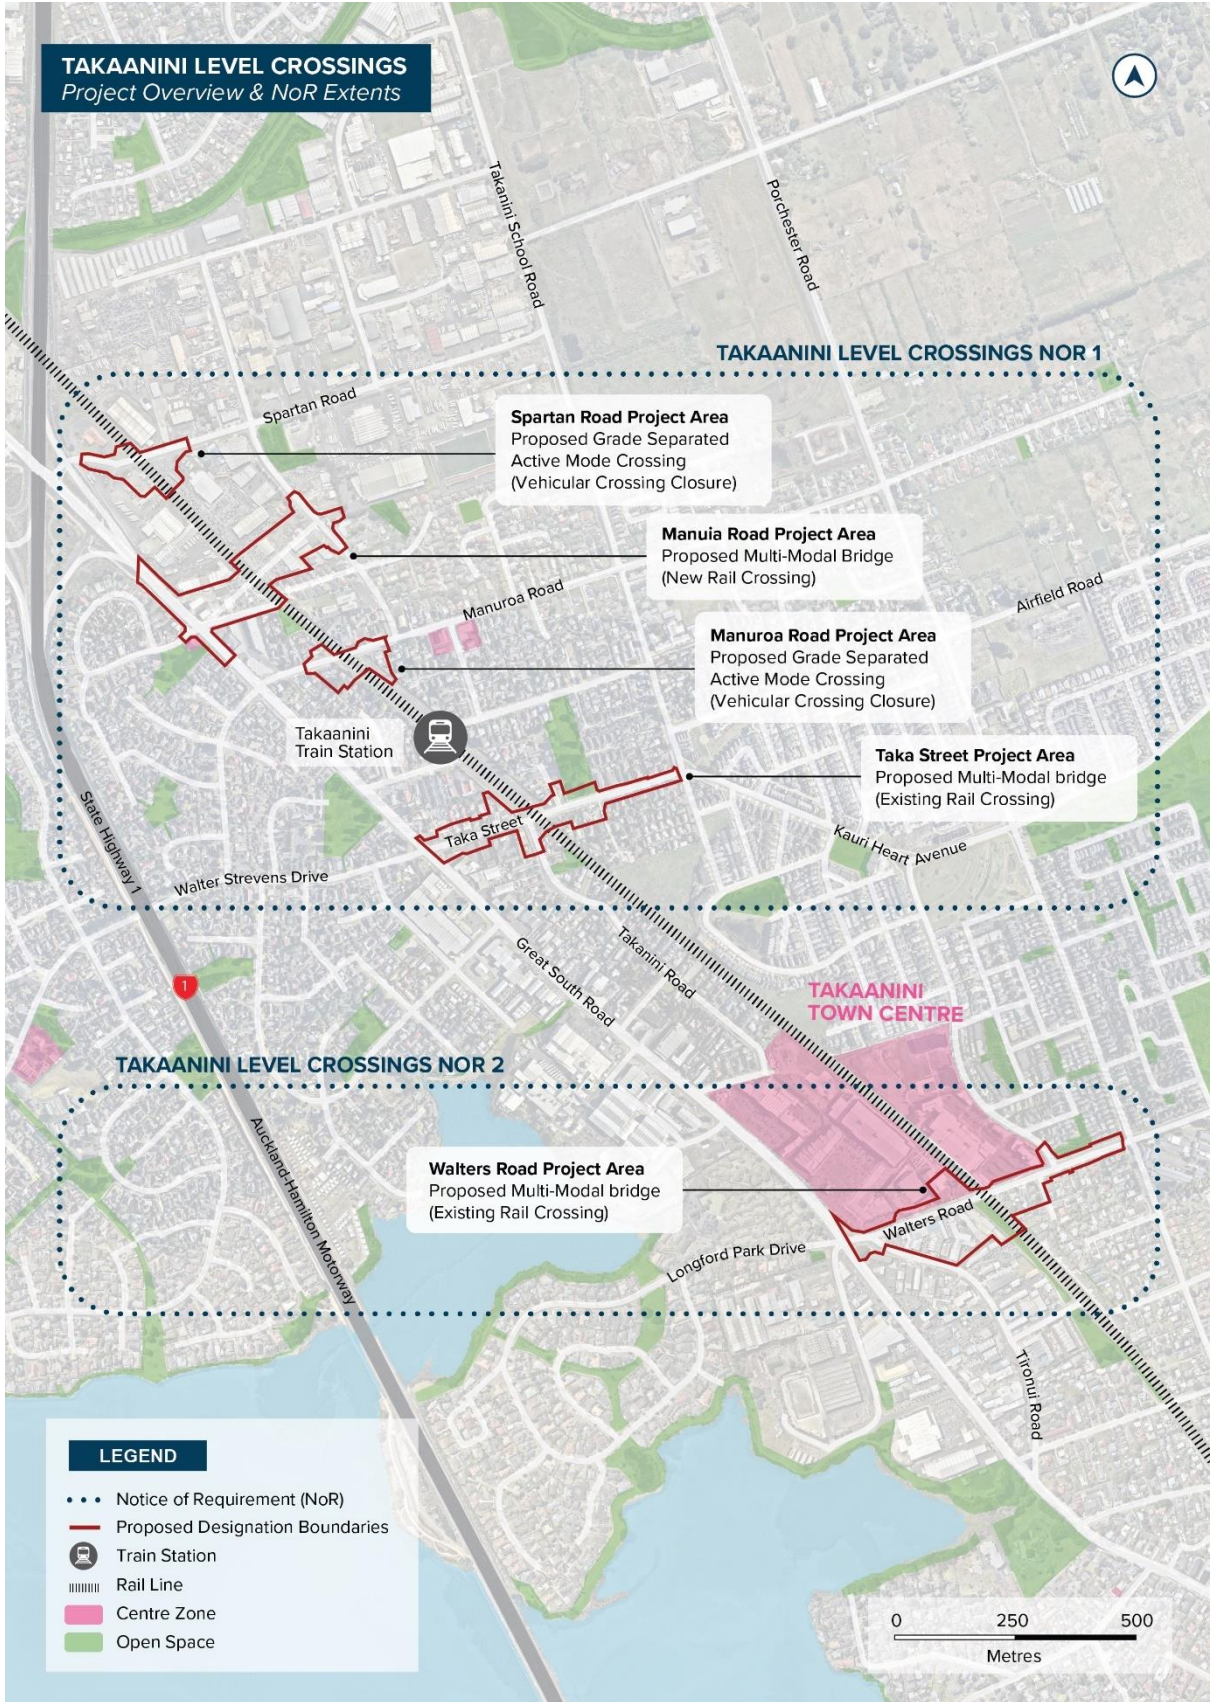 TAKAANINI LEVEL CROSSINGS
Project Overview & NoR Extents
Takanini School Road
Porchester Road
TAKAANINI LEVEL CROSSINGS NOR 1
Spartan Road
Spartan Road Project Area
Proposed Grade Separated
Active Mode Crossing
(Vehicular Crossing Closure)
Manuia Road Project Area
Proposed Multi-Modal Bridge
(New Rail Crossing)
Manuroa Road
Airfield Road
Manuroa Road Project Area
Proposed Grade Separated
Active Mode Crossing
(Vehicular Crossing Closure)
Takaanini
Train Station
Taka Street Project Area
Proposed Multi-Modal bridge
(Existing Rail Crossing)
State Highway 1
Taka Street
Kauri Heart Avenue
Walter Strevens Drive
Great South Road
Takanini Road
1
TAKAANINI
TOWN CENTRE
TAKAANINI LEVEL CROSSINGS NOR 2
Auckland-Hamilton Motorway
Walters Road Project Area
Proposed Multi-Modal bridge
(Existing Rail Crossing)
Walters Road
Longford Park Drive
Tironui Road
LEGEND
Notice of Requirement (NoR)
Proposed Designation Boundaries
Train Station
Rail Line
Centre Zone
Open Space
0 250 500
Metres